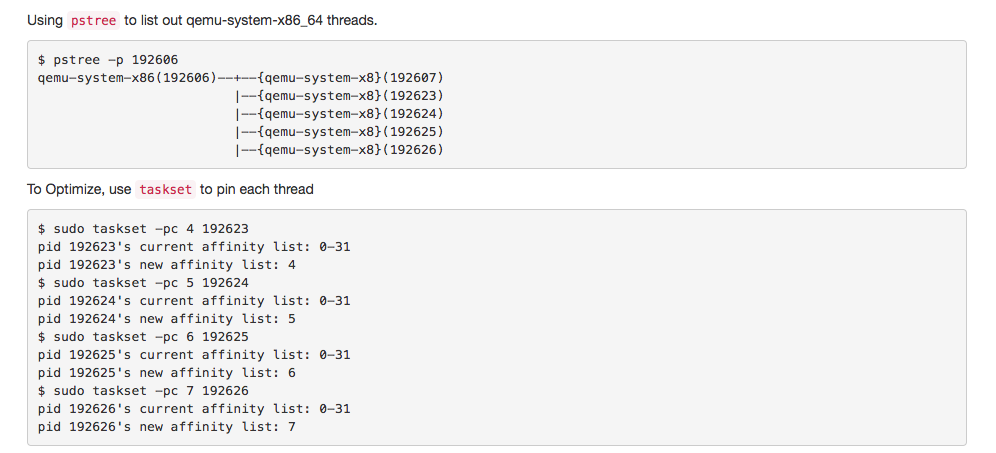 Using pstree to list out qemu-system-x86_64 threads.
$ pstree –p 192606
qemu–system–x86(192606)–—+–—{qemu–system–x8}(192607)
|–—{qemu–system–x8}(192623)
|–—{qemu–system–x8}(192624)
|–—{qemu–system–x8}(192625)
|–—{qemu–system–x8}(192626)
To Optimize, use taskset to pin each thread
$ sudo taskset –pc 4 192623
pid 192623's current affinity list: 0–31
pid 192623's new affinity list: 4
$ sudo taskset –pc 5 192624
pid 192624's current affinity list: 0–31
pid 192624's new affinity list: 5
$ sudo taskset –pc 6 192625
pid 192625's current affinity list: 0–31
pid 192625's new affinity list: 6
$ sudo taskset –pc 7 192626
pid 192626's current affinity list: 0–31
pid 192626's new affinity list: 7